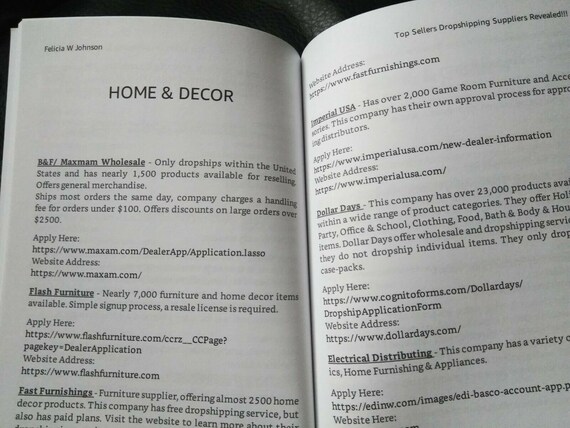 Felicia W Johnson
HOME & DECOR
B&F/ Maxmam Wholesale - Only dropships within the United
States and has nearly 1,500 products available for reselling.
Offers general merchandise.
Ships most orders the same day, company charges a handling
fee for orders under $100. Offers discounts on large orders over
$2500.
Apply Here:
https://www.maxam.com/DealerApp/Application.lasso
Website Address:
https://www.maxam.com/
Flash Furniture - Nearly 7,000 furniture and home decor items
available. Simple signup process, a resale license is required.
Apply Here:
https://www.flashfurniture.com/ccrz__CCPage?
pagekey=DealerApplication
Website Address:
https://www.flashfurniture.com
Fast Furnishings - Furniture supplier, offering almost 2500 home
decor products. This company has free dropshipping service, but
also has paid plans. Visit the website to learn more about their
Top Sellers Dropshipping Suppliers Revealed!!!
Website Address:
https://www.fastfurnishings.com
Imperial USA - Has over 2,000 Game Room Furniture and Acce
sories. This company has their own approval process for appro
ing distributors.
Apply Here:
https://www.imperialusa.com/new-dealer-information
Website Address:
https://www.imperialusa.com/
Dollar Days - This company has over 23,000 products avai
within a wide range of product categories. They offer Holi
Party, Office & School, Clothing, Food, Bath & Body & Hou
items. Dollar Days offer wholesale and dropshipping servic
they do not dropship individual items. They only drop
case-packs.
Apply Here:
https://www.cognitoforms.com/Dollardays/
DropshipApplicationForm
Website Address:
https://www.dollardays.com/
Electrical Distributing - This company has a variety o
ics, Home Furnishing & Appliances.
Apply Here:
https://edinw.com/images/edi-basco-account-app.p
Website Here: